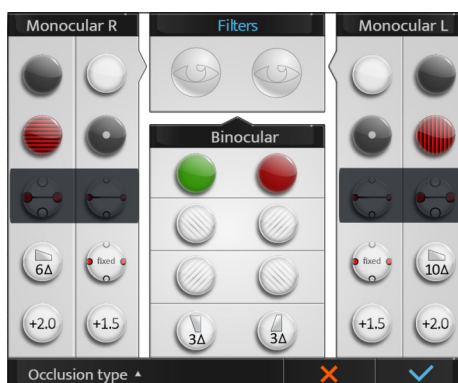 Monocular R
Filters
Monocular L
Binocular
6Δ
fixed
fixed
10Δ
+2.0
+1.5
3Δ
3Δ
+1.5
+2.0
Occlusion type